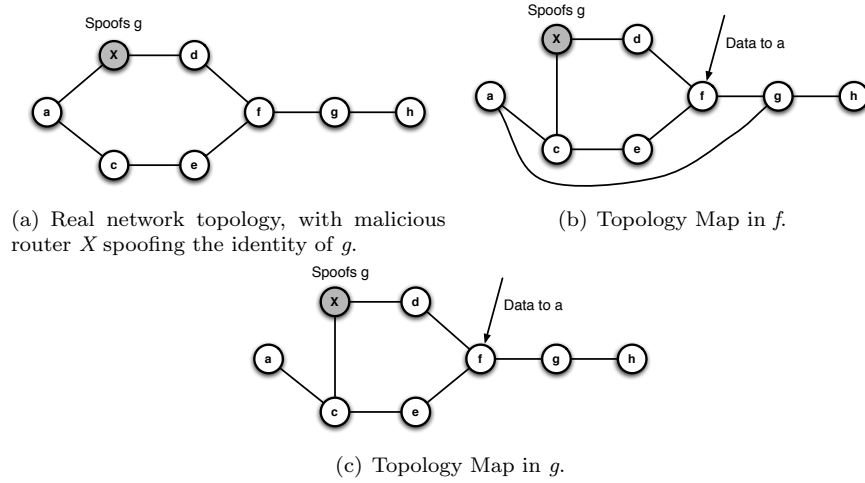 Spoofs g
X
d
a
f
g
h
c
e
(a) Real network topology, with malicious
router X spoofing the identity of g.
Spoofs g
X
d
Data to a
a
f
g
h
c
e
(b) Topology Map in f.
Spoofs g
X
d
Data to a
a
f
g
h
c
e
(c) Topology Map in g.